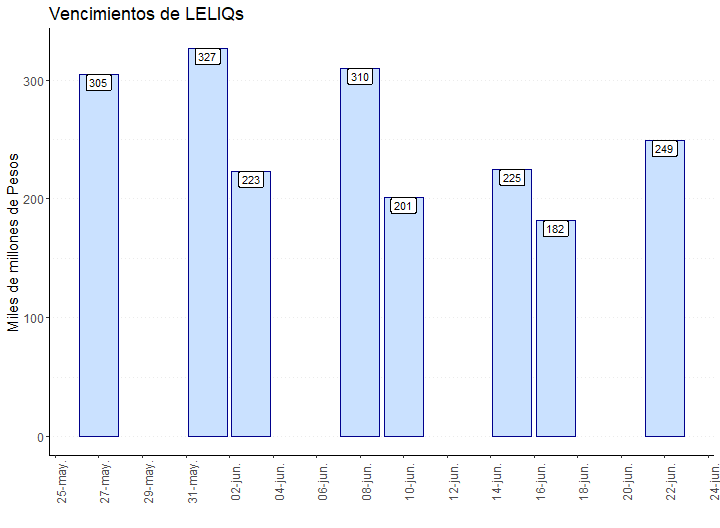 Vencimientos de LELIQs
Miles de millones de Pesos
300
200
100
0
305
327
223
310
201
225
182
249
25-may.
27-may.
29-may.
31-may.
02-jun.
04-jun.
06-jun.
08-jun.
10-jun.
12-jun.
14-jun.
16-jun.
18-jun.
20-jun.
22-jun.
24-jun.